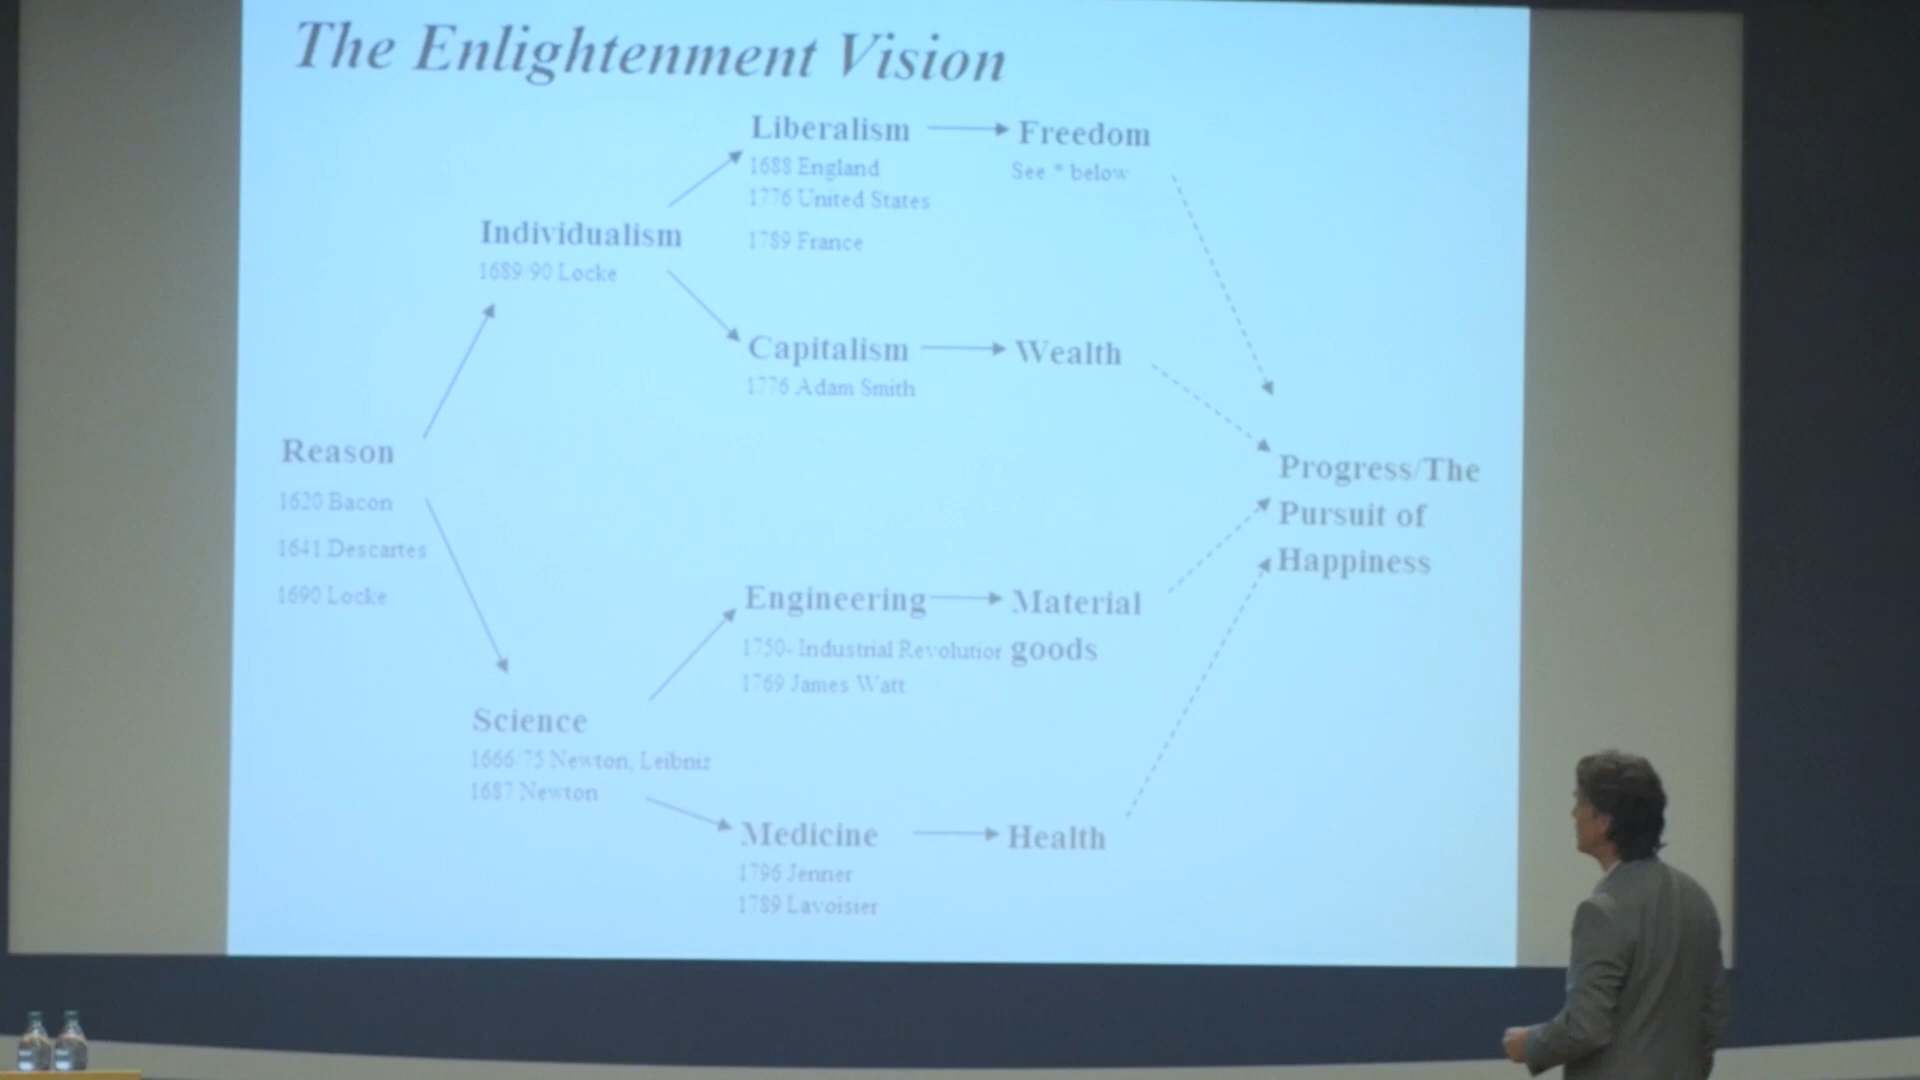 The Enlightenment Vision
Liberalism
1688 England
1776 United States
1789 France
Freedom
See * below
Individualism
1689/90 Locke
Capitalism
1776 Adam Smith
Wealth
Reason
1620 Bacon
1641 Descartes
1690 Locke
Progress/The
Pursuit of
Happiness
Engineering
1750- Industrial Revolution
1769 James Watt
Material
goods
Science
1666/75 Newton, Leibniz
1687 Newton
Medicine
1796 Jenner
1789 Lavoisier
Health